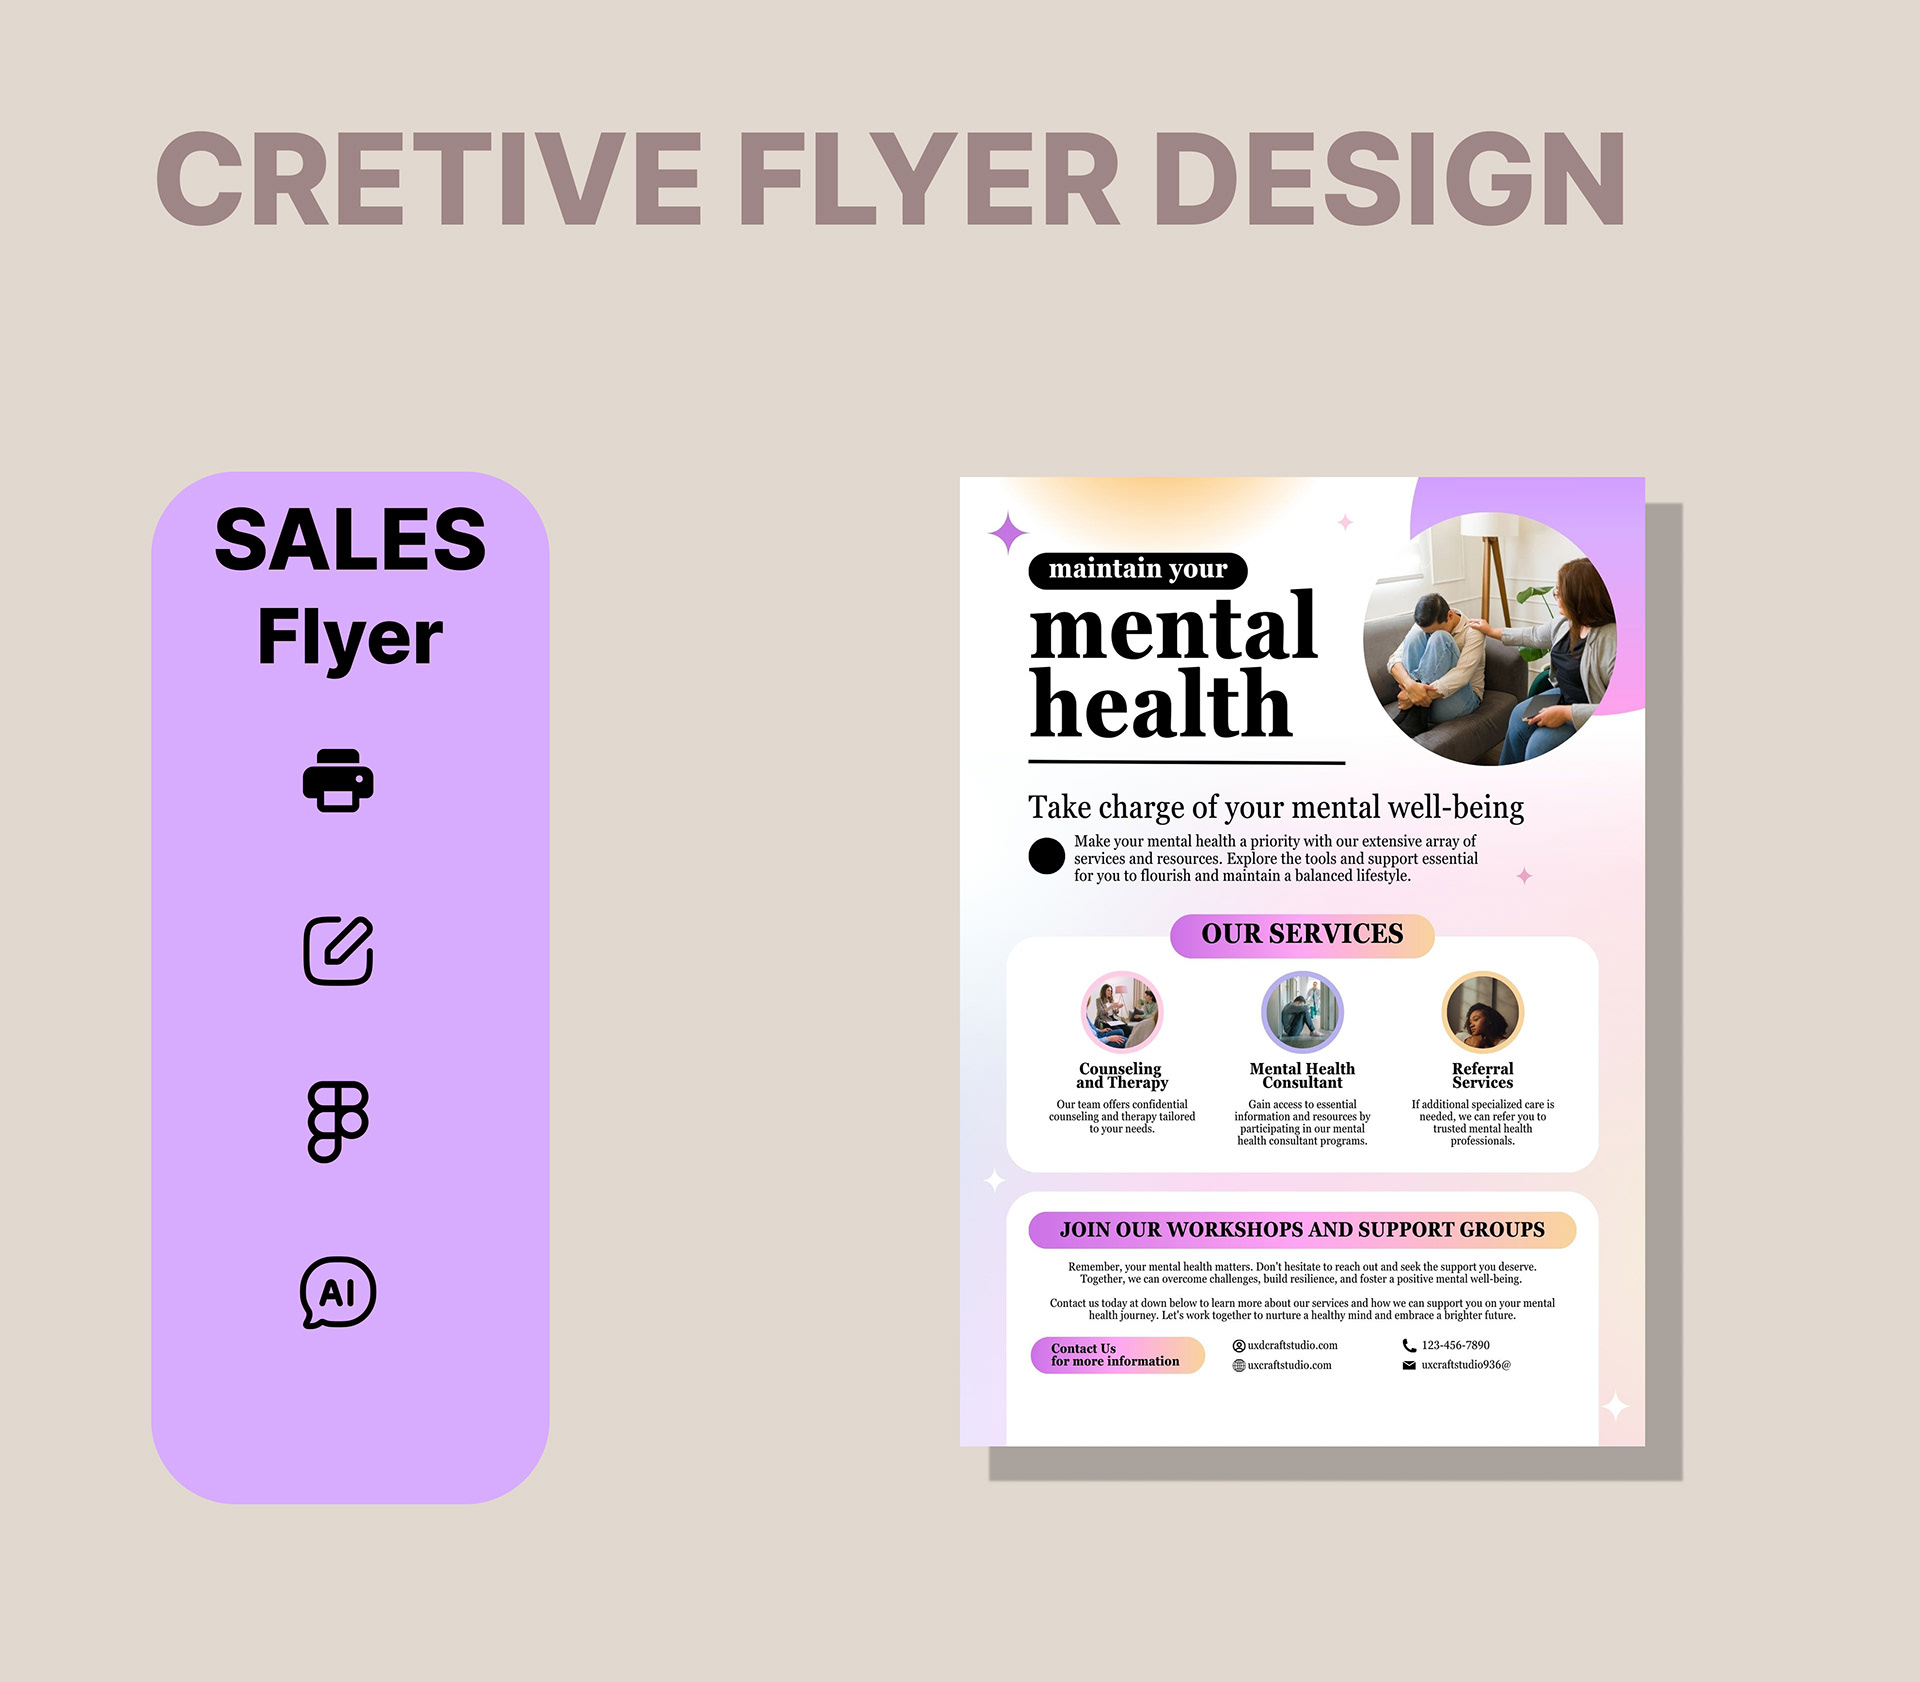 CRETIVE FLYER DESIGN
SALES
Flyer
AI
maintain your
mental
health
Take charge of your mental well-being
Make your mental health a priority with our extensive array of
services and resources. Explore the tools and support essential
for you to flourish and maintain a balanced lifestyle.
OUR SERVICES
Counseling
and Therapy
Our team offers confidential
counseling and therapy tailored
to your needs.
Mental Health
Consultant
Gain access to essential
information and resources by
participating in our mental
health consultant programs.
Referral
Services
If additional specialized care is
needed, we can refer you to
trusted mental health
professionals.
JOIN OUR WORKSHOPS AND SUPPORT GROUPS
Remember, your mental health matters. Don't hesitate to reach out and seek the support you deserve.
Together, we can overcome challenges, build resilience, and foster a positive mental well-being.
Contact us today at down below to learn more about our services and how we can support you on your mental
health journey. Let's work together to nurture a healthy mind and embrace a brighter future.
Contact Us
for more information
uxdcraftstudio.com
uxcraftstudio.com
123-456-7890
uxcraftstudio936@